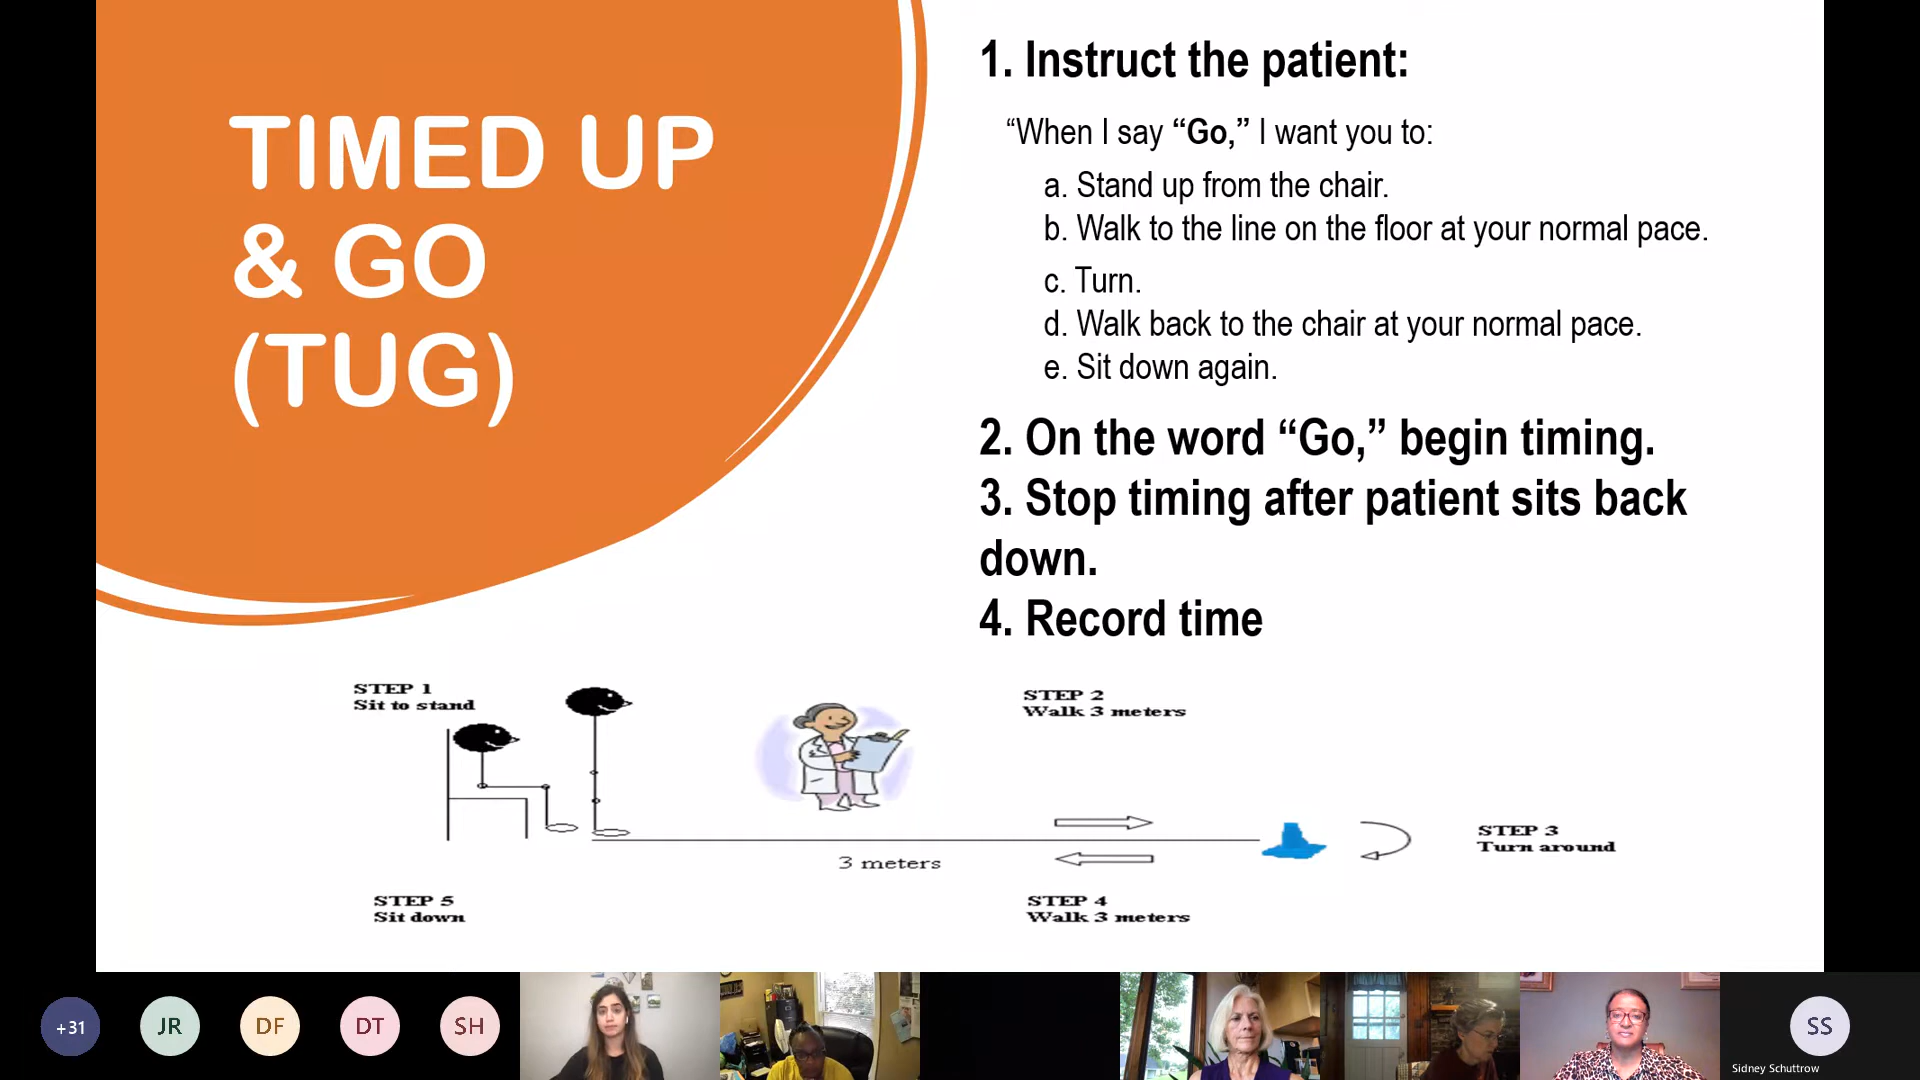 TIMED UP
& GO
(TUG)
1. Instruct the patient:
“When I say “Go,” I want you to:
a. Stand up from the chair.
b. Walk to the line on the floor at your normal pace.
c. Turn.
d. Walk back to the chair at your normal pace.
e. Sit down again.
2. On the word “Go,” begin timing.
3. Stop timing after patient sits back
down.
4. Record time
STEP 1
Sit to stand
STEP 2
Walk 3 meters
3 meters
STEP 3
Turn around
STEP 5
Sit down
STEP 4
Walk 3 meters
+31
JR
DF
DT
SH
SS
Sidney Schuttrow